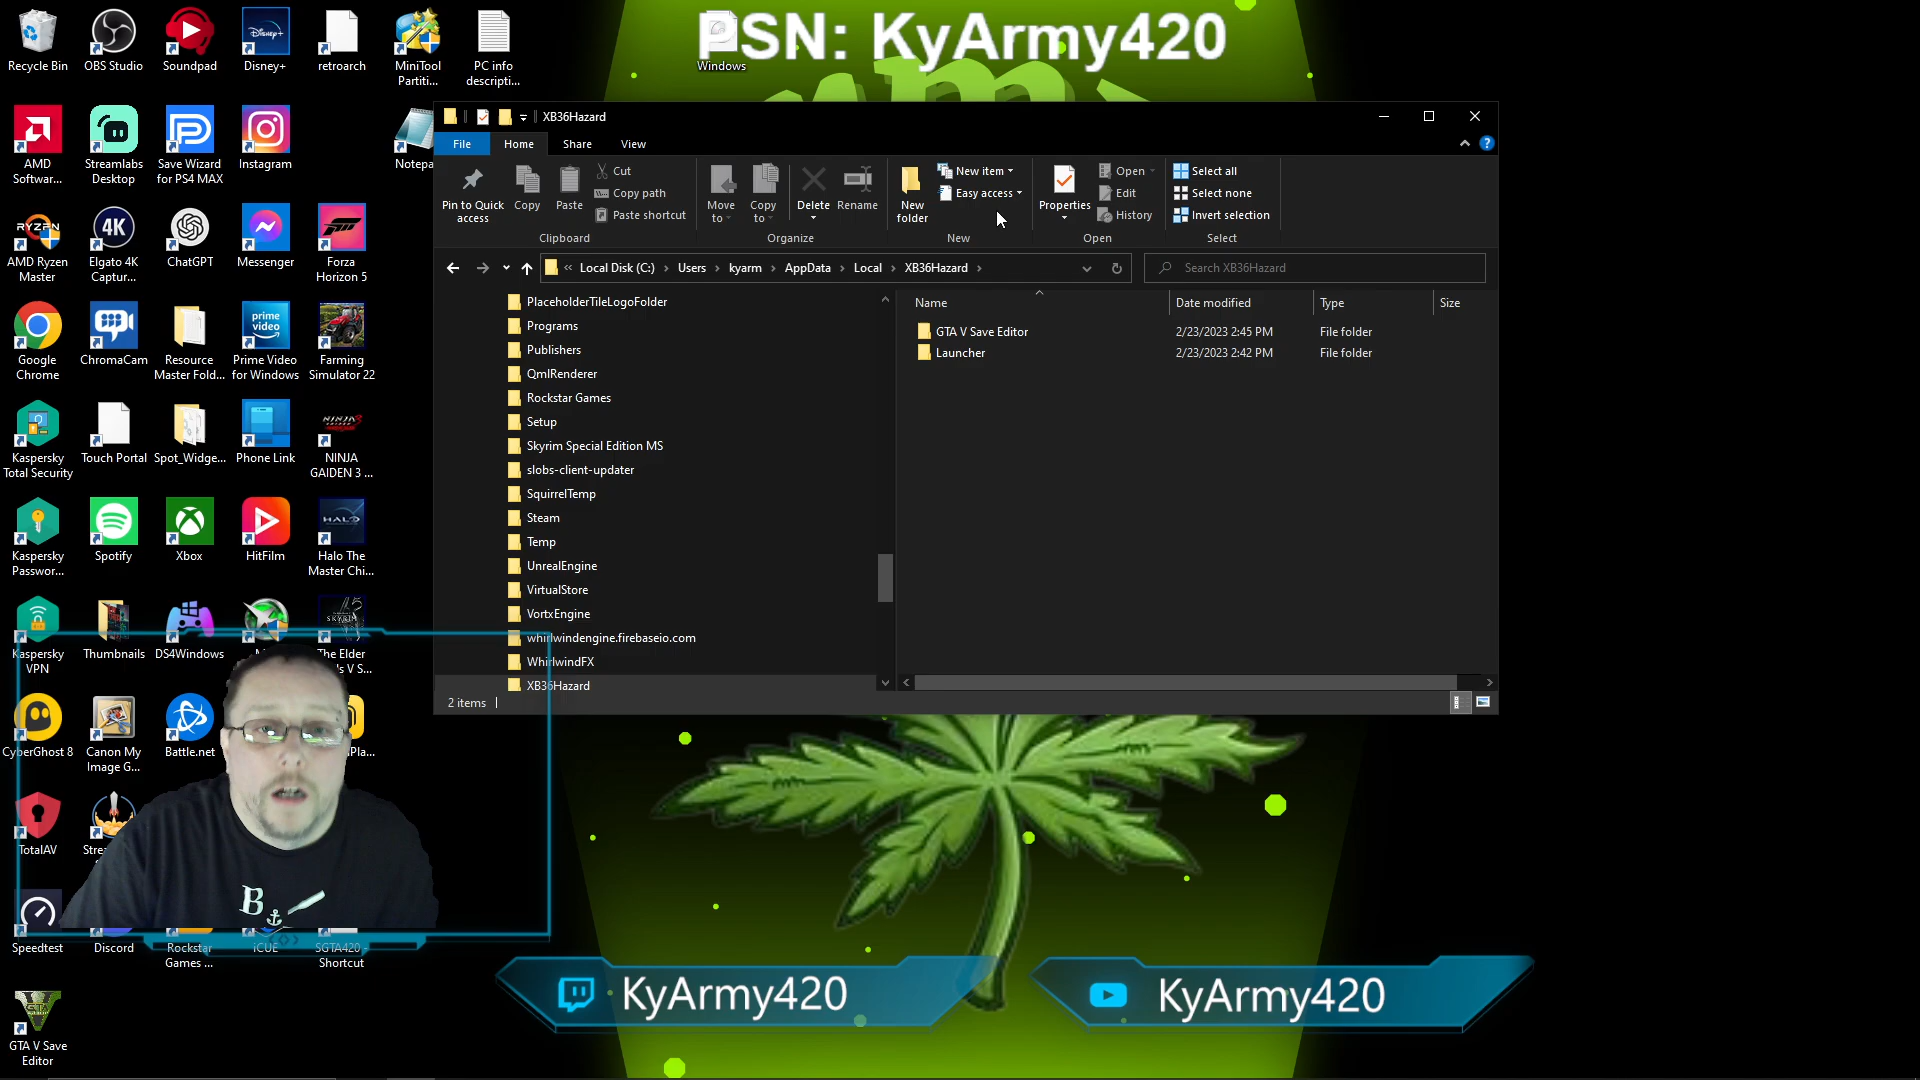 PSN: KyArmy420
Recycle Bin
OBS Studio
Soundpad
Disney+
retroarch
MiniTool
Partiti...
PC info
descripti...
Windows
AMD
Softwar...
Streamlabs
Desktop
Save Wizard
for PS4 MAX
Instagram
Notepa
AMD Ryzen
Master
Elgato 4K
Captur...
ChatGPT
Messenger
Forza
Horizon 5
Google
Chrome
ChromaCam
Resource
Master Fold...
Prime Video
for Windows
Farming
Simulator 22
Kaspersky
Total Security
Touch Portal
Spot_Widge...
Phone Link
NINJA
GAIDEN 3 ...
Kaspersky
Passwor...
Spotify
Xbox
HitFilm
Halo The
Master Chi...
Kaspersky
VPN
Thumbnails
DS4Windows
The Elder
ls V S...
CyberGhost 8
Canon My
Image G...
Battle.net
Pla...
TotalAV
Stre
Speedtest
Discord
Rockstar
Games ...
iCUE
SGTA420 -
Shortcut
GTA V Save
Editor
XB36Hazard
File Home Share View
Pin to Quick
access
Copy
Paste
Cut
Copy path
Paste shortcut
Clipboard
Move
to
Copy
to
Delete
Rename
Organize
New
folder
New item
Easy access
New
Properties
Open
Edit
History
Open
Select all
Select none
Invert selection
Select
« Local Disk (C:) › Users › kyarm › AppData › Local › XB36Hazard ›
Search XB36Hazard
PlaceholderTileLogoFolder
Programs
Publishers
QmlRenderer
Rockstar Games
Setup
Skyrim Special Edition MS
slobs-client-updater
SquirrelTemp
Steam
Temp
UnrealEngine
VirtualStore
VortxEngine
whirlwindengine.firebaseio.com
WhirlwindFX
XB36Hazard
Name Date modified Type Size
GTA V Save Editor 2/23/2023 2:45 PM File folder
Launcher 2/23/2023 2:42 PM File folder
2 items
B
KyArmy420
KyArmy420